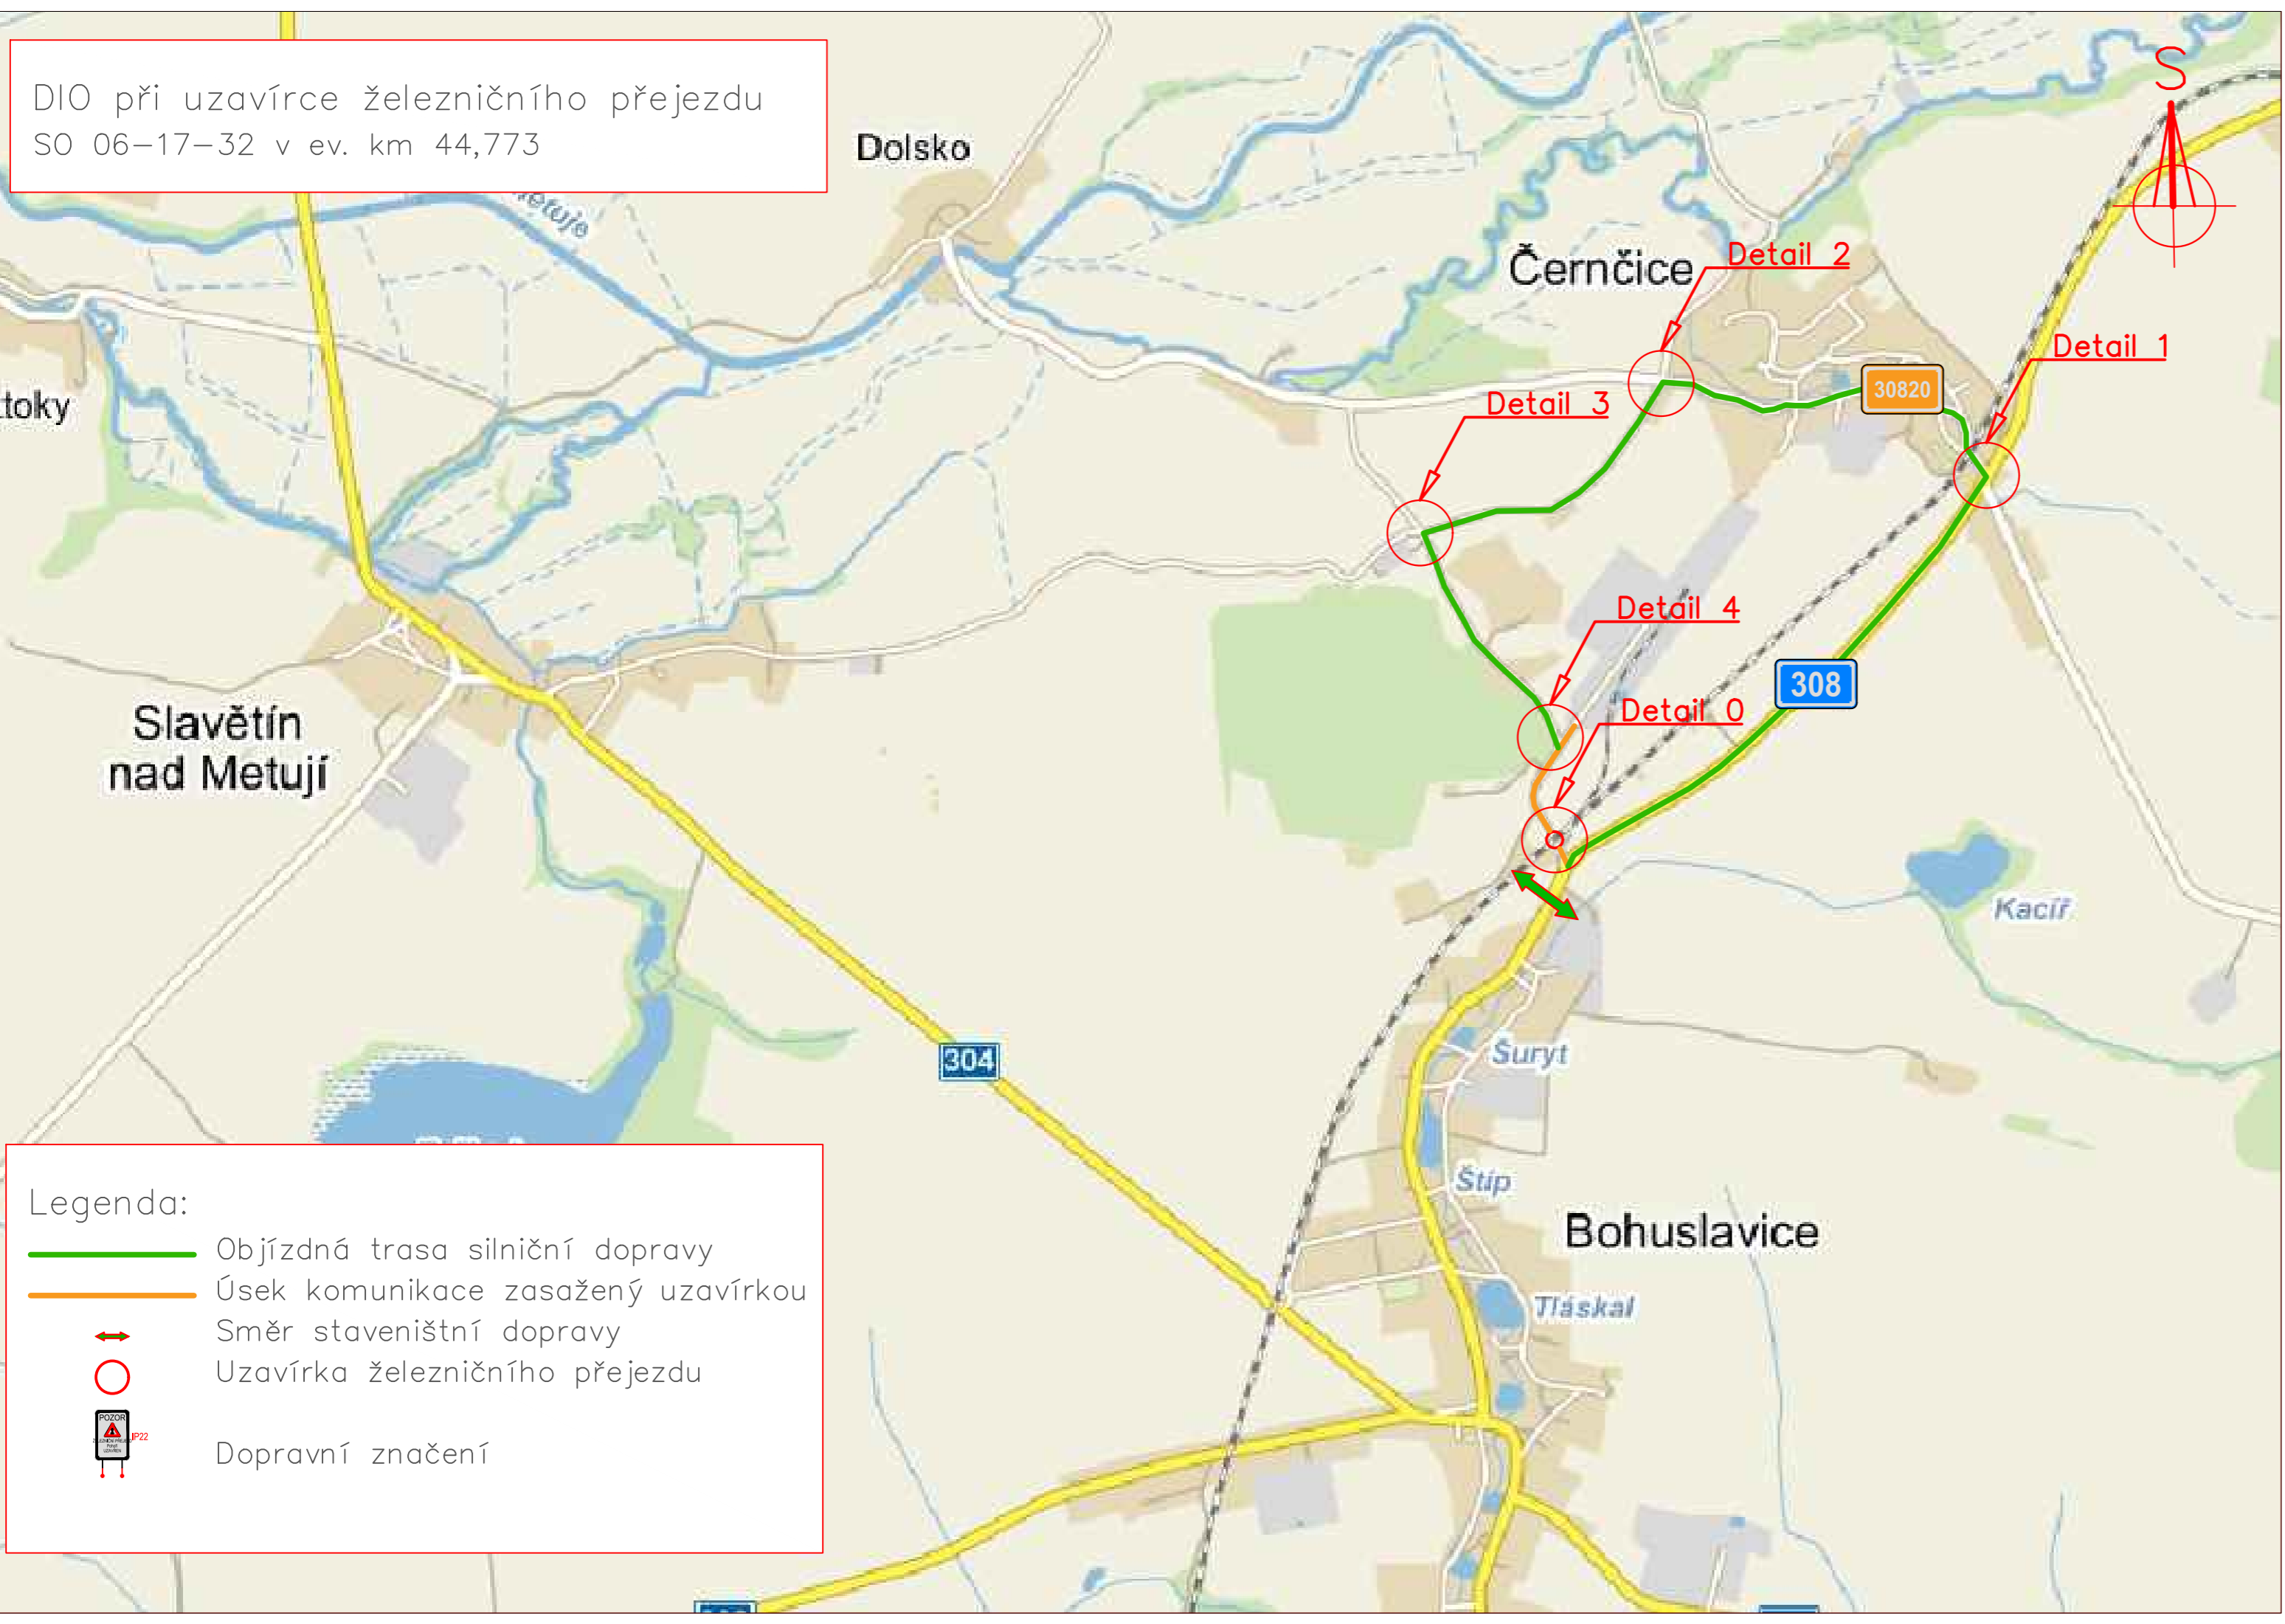 DIO při uzavírce železničního přejezdu
SO 06-17-32 v ev. km 44,773
S
Dolsko
Černčice
Detail 2
Detail 1
30820
Detail 3
toky
Detail 4
308
Detail 0
Slavětín
nad Metují
Kacíř
304
Šuryt
Štíp
Bohuslavice
Tláskal
Legenda:
Objízdná trasa silniční dopravy
Úsek komunikace zasažený uzavírkou
Směr staveništní dopravy
Uzavírka železničního přejezdu
POZOR
IP22
Dopravní značení